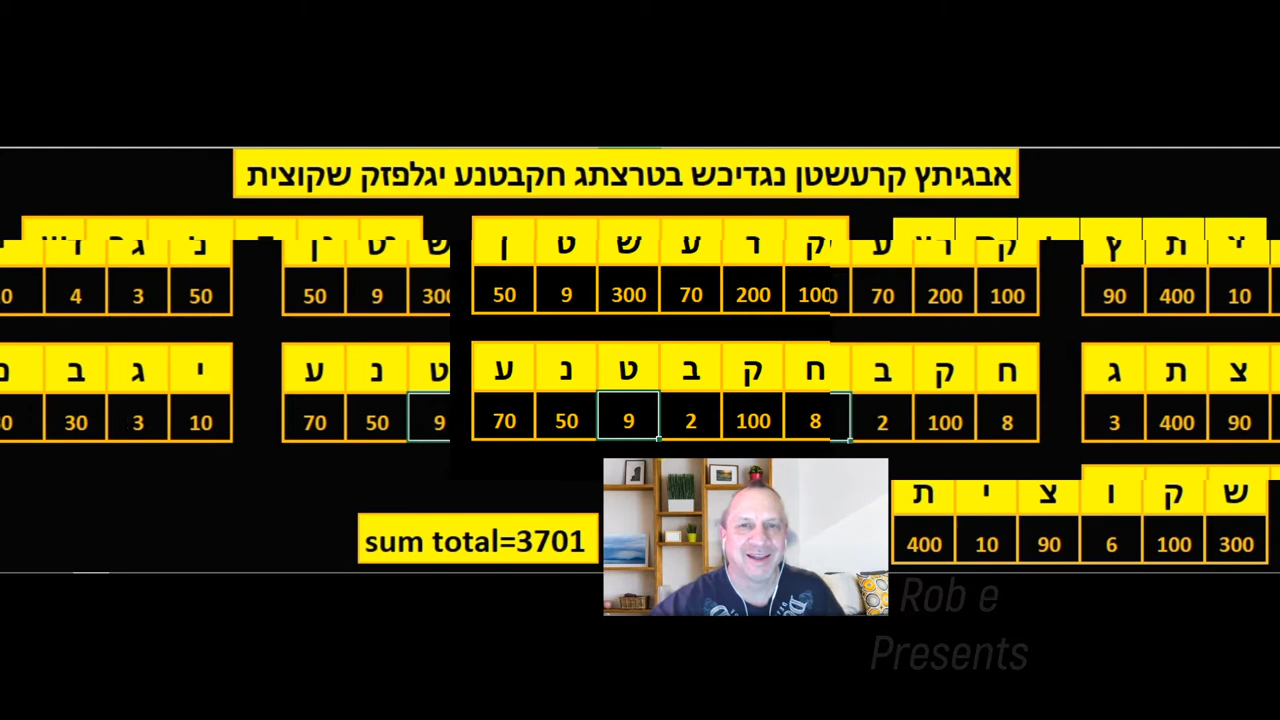 אבגיתץ קרעשטן נגדיכש בטרצתג חקבטנע יגלפזק שקוצית
ת ץ ק ר ע ק ר ע ש ט ן ש ט ן נ ג
10 400 90 100 200 70 100 200 70 300 9 50 300 9 50 50 3 4
צ ת ג ח ק ב ח ק ב ט נ ע ט נ ע י ג ב
90 400 3 8 100 2 8 100 2 9 50 70 9 50 70 10 3 30
ש ק ו צ י ת
300 100 6 90 10 400
sum total=3701
Rob e
Presents